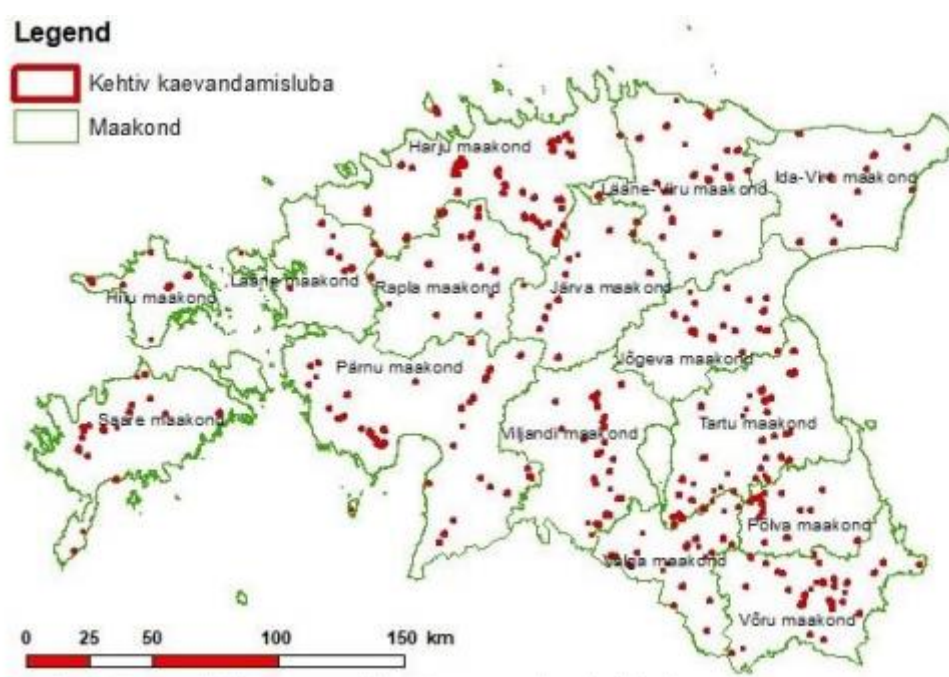 Legend
Kehtiv kaevandamisluba
Maakond
Harju maakond
Lääne-Viru maakond
Ida-Viru maakond
Hiiu maakond
Lääne maakond
Rapla maakond
Järva maakond
Jõgeva maakond
Pärnu maakond
Saare maakond
Viljandi maakond
Tartu maakond
Põlva maakond
Valga maakond
Võru maakond
0 25 50 100 150 km